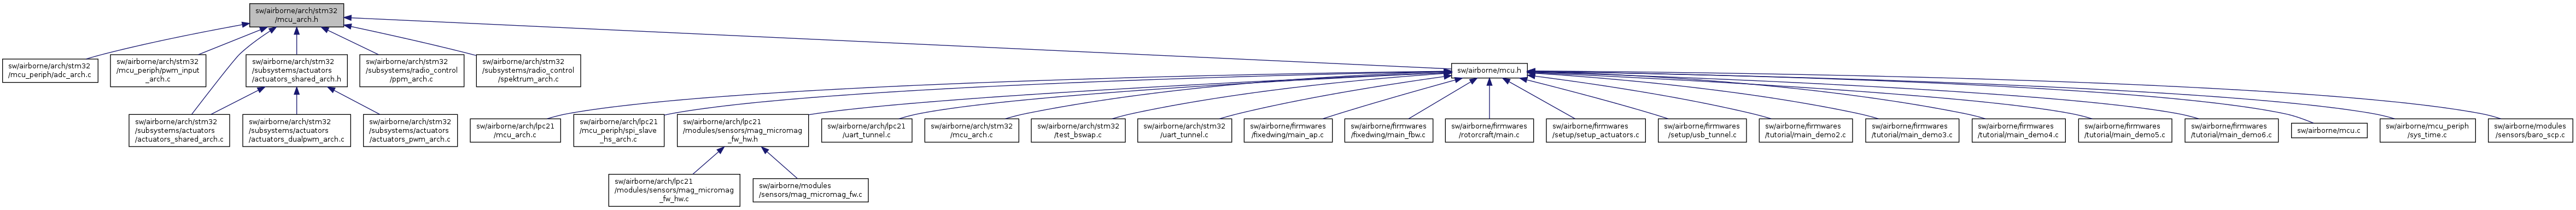 sw/airborne/arch/stm32
/mcu_arch.h
sw/airborne/arch/stm32
/mcu_periph/adc_arch.c
sw/airborne/arch/stm32
/mcu_periph/pwm_input
_arch.c
sw/airborne/arch/stm32
/subsystems/actuators
/actuators_shared_arch.h
sw/airborne/arch/stm32
/subsystems/radio_control
/ppm_arch.c
sw/airborne/arch/stm32
/subsystems/radio_control
/spektrum_arch.c
sw/airborne/mcu.h
sw/airborne/arch/stm32
/subsystems/actuators
/actuators_shared_arch.c
sw/airborne/arch/stm32
/subsystems/actuators
/actuators_dualpwm_arch.c
sw/airborne/arch/stm32
/subsystems/actuators
/actuators_pwm_arch.c
sw/airborne/arch/lpc21
/mcu_arch.c
sw/airborne/arch/lpc21
/mcu_periph/spi_slave
_hs_arch.c
sw/airborne/arch/lpc21
/modules/sensors/mag_micromag
_fw_hw.h
sw/airborne/arch/lpc21
/uart_tunnel.c
sw/airborne/arch/stm32
/mcu_arch.c
sw/airborne/arch/stm32
/test_bswap.c
sw/airborne/arch/stm32
/uart_tunnel.c
sw/airborne/firmwares
/fixedwing/main_ap.c
sw/airborne/firmwares
/fixedwing/main_fbw.c
sw/airborne/firmwares
/rotorcraft/main.c
sw/airborne/firmwares
/setup/setup_actuators.c
sw/airborne/firmwares
/setup/usb_tunnel.c
sw/airborne/firmwares
/tutorial/main_demo2.c
sw/airborne/firmwares
/tutorial/main_demo3.c
sw/airborne/firmwares
/tutorial/main_demo4.c
sw/airborne/firmwares
/tutorial/main_demo5.c
sw/airborne/firmwares
/tutorial/main_demo6.c
sw/airborne/mcu.c
sw/airborne/mcu_periph
/sys_time.c
sw/airborne/modules
/sensors/baro_scp.c
sw/airborne/arch/lpc21
/modules/sensors/mag_micromag
_fw_hw.c
sw/airborne/modules
/sensors/mag_micromag_fw.c